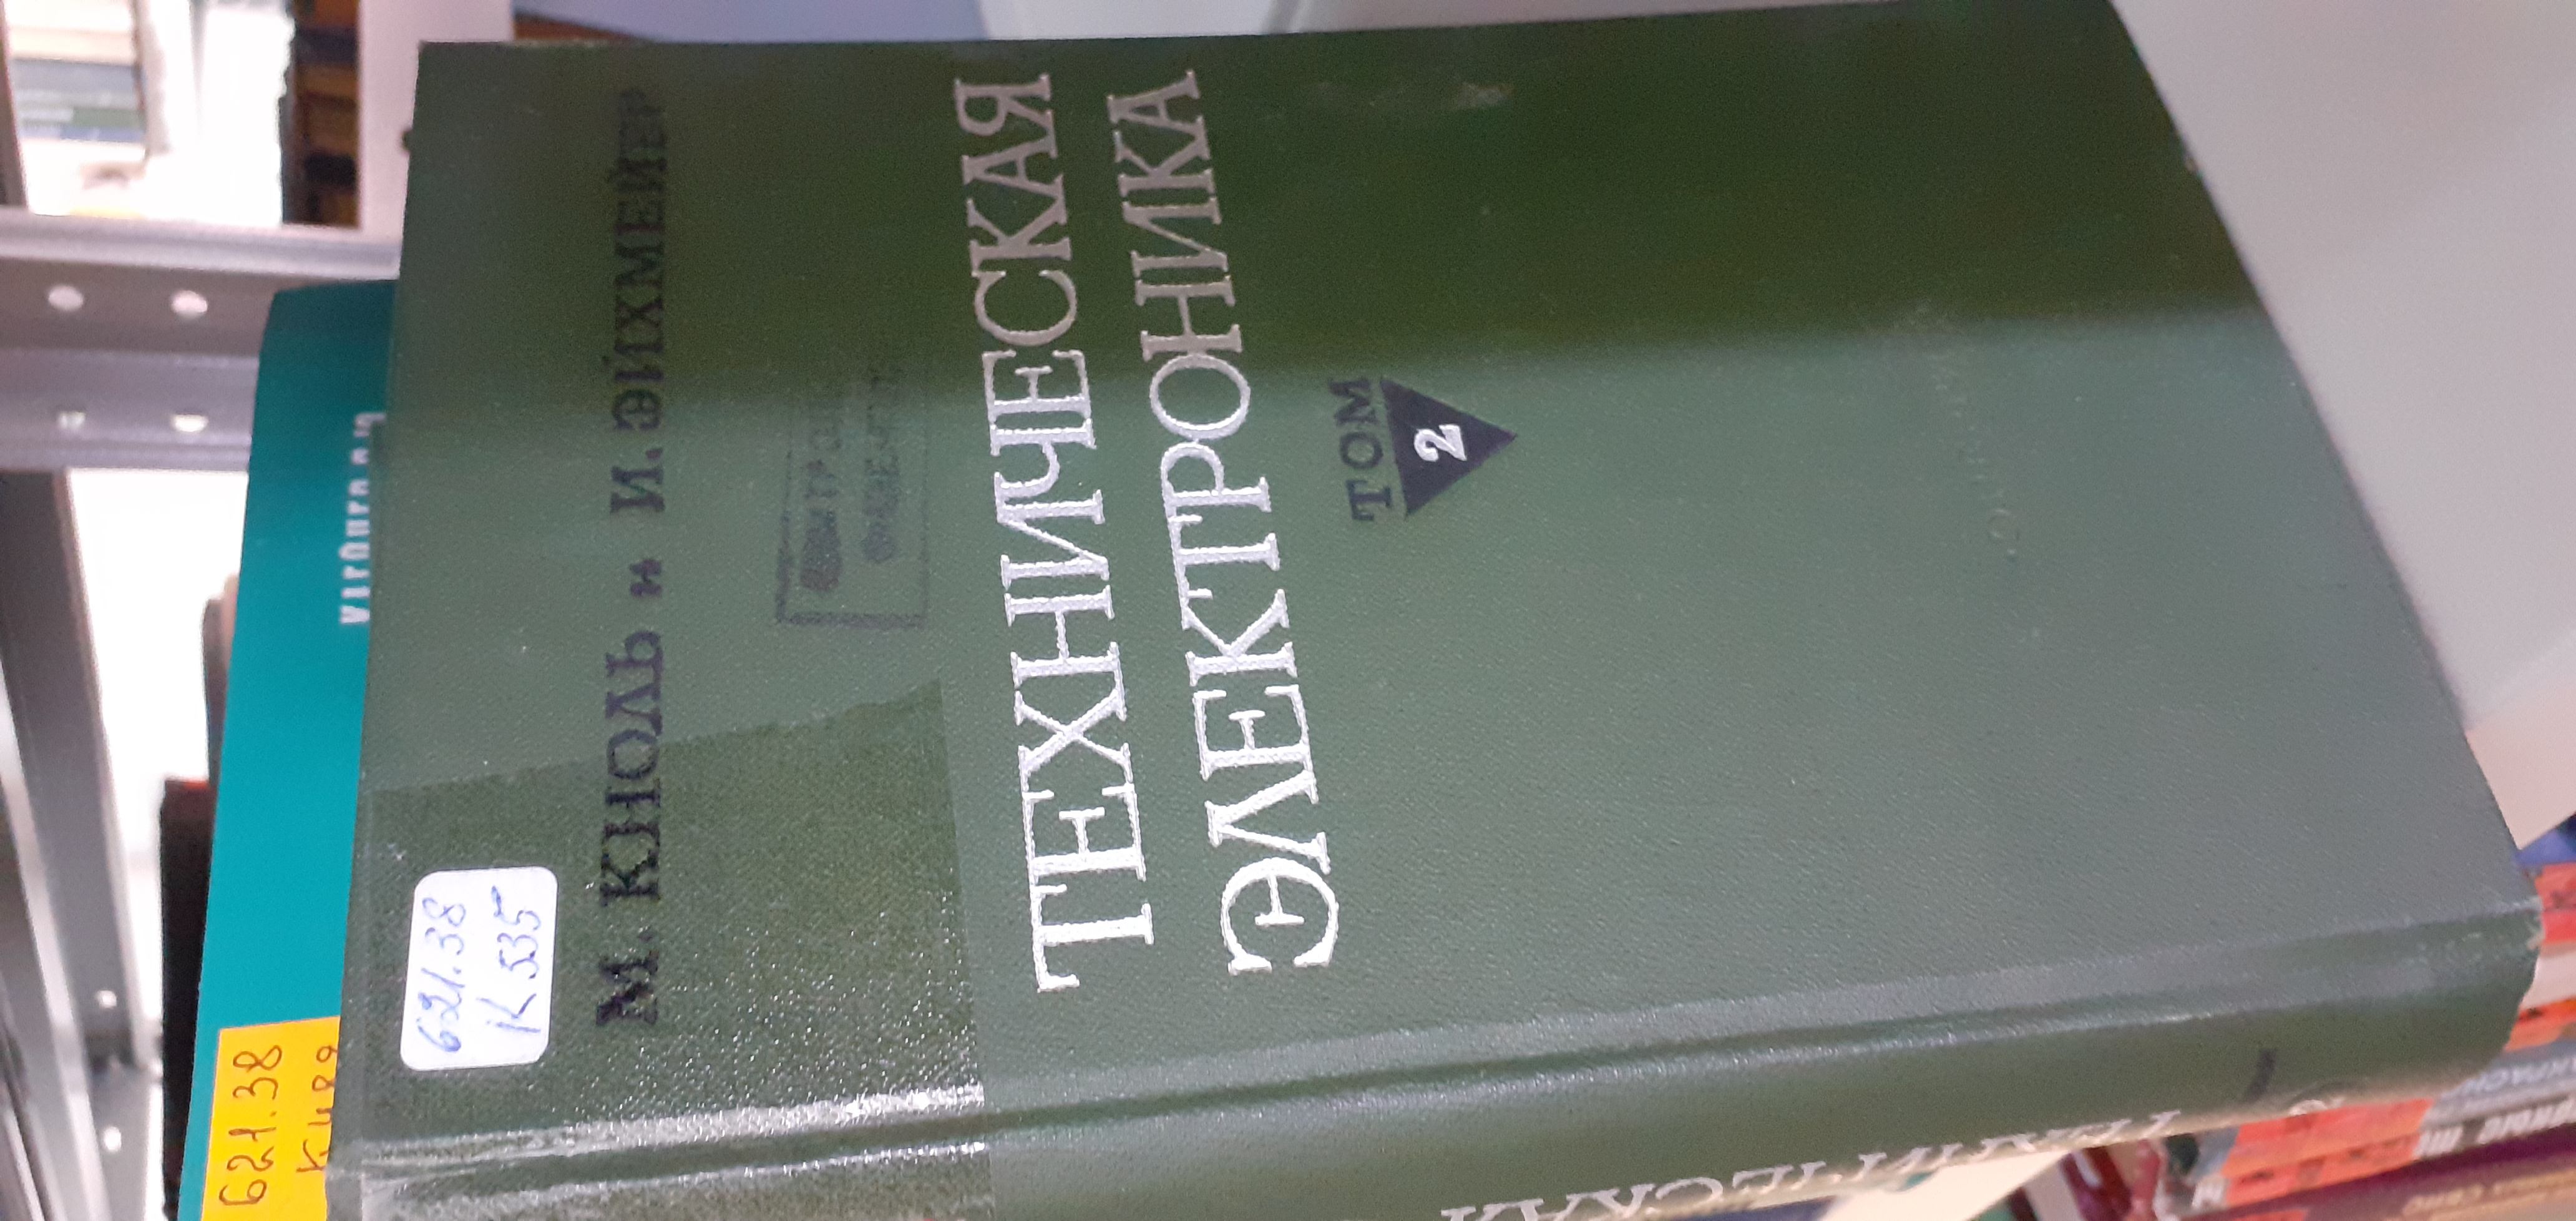 621.38
К 535
М. КНОЛЬ и И. ЭЙХМЕЙЕР
ТЕХНИЧЕСКАЯ
ЭЛЕКТРОНИКА
ТОМ
2
621.38